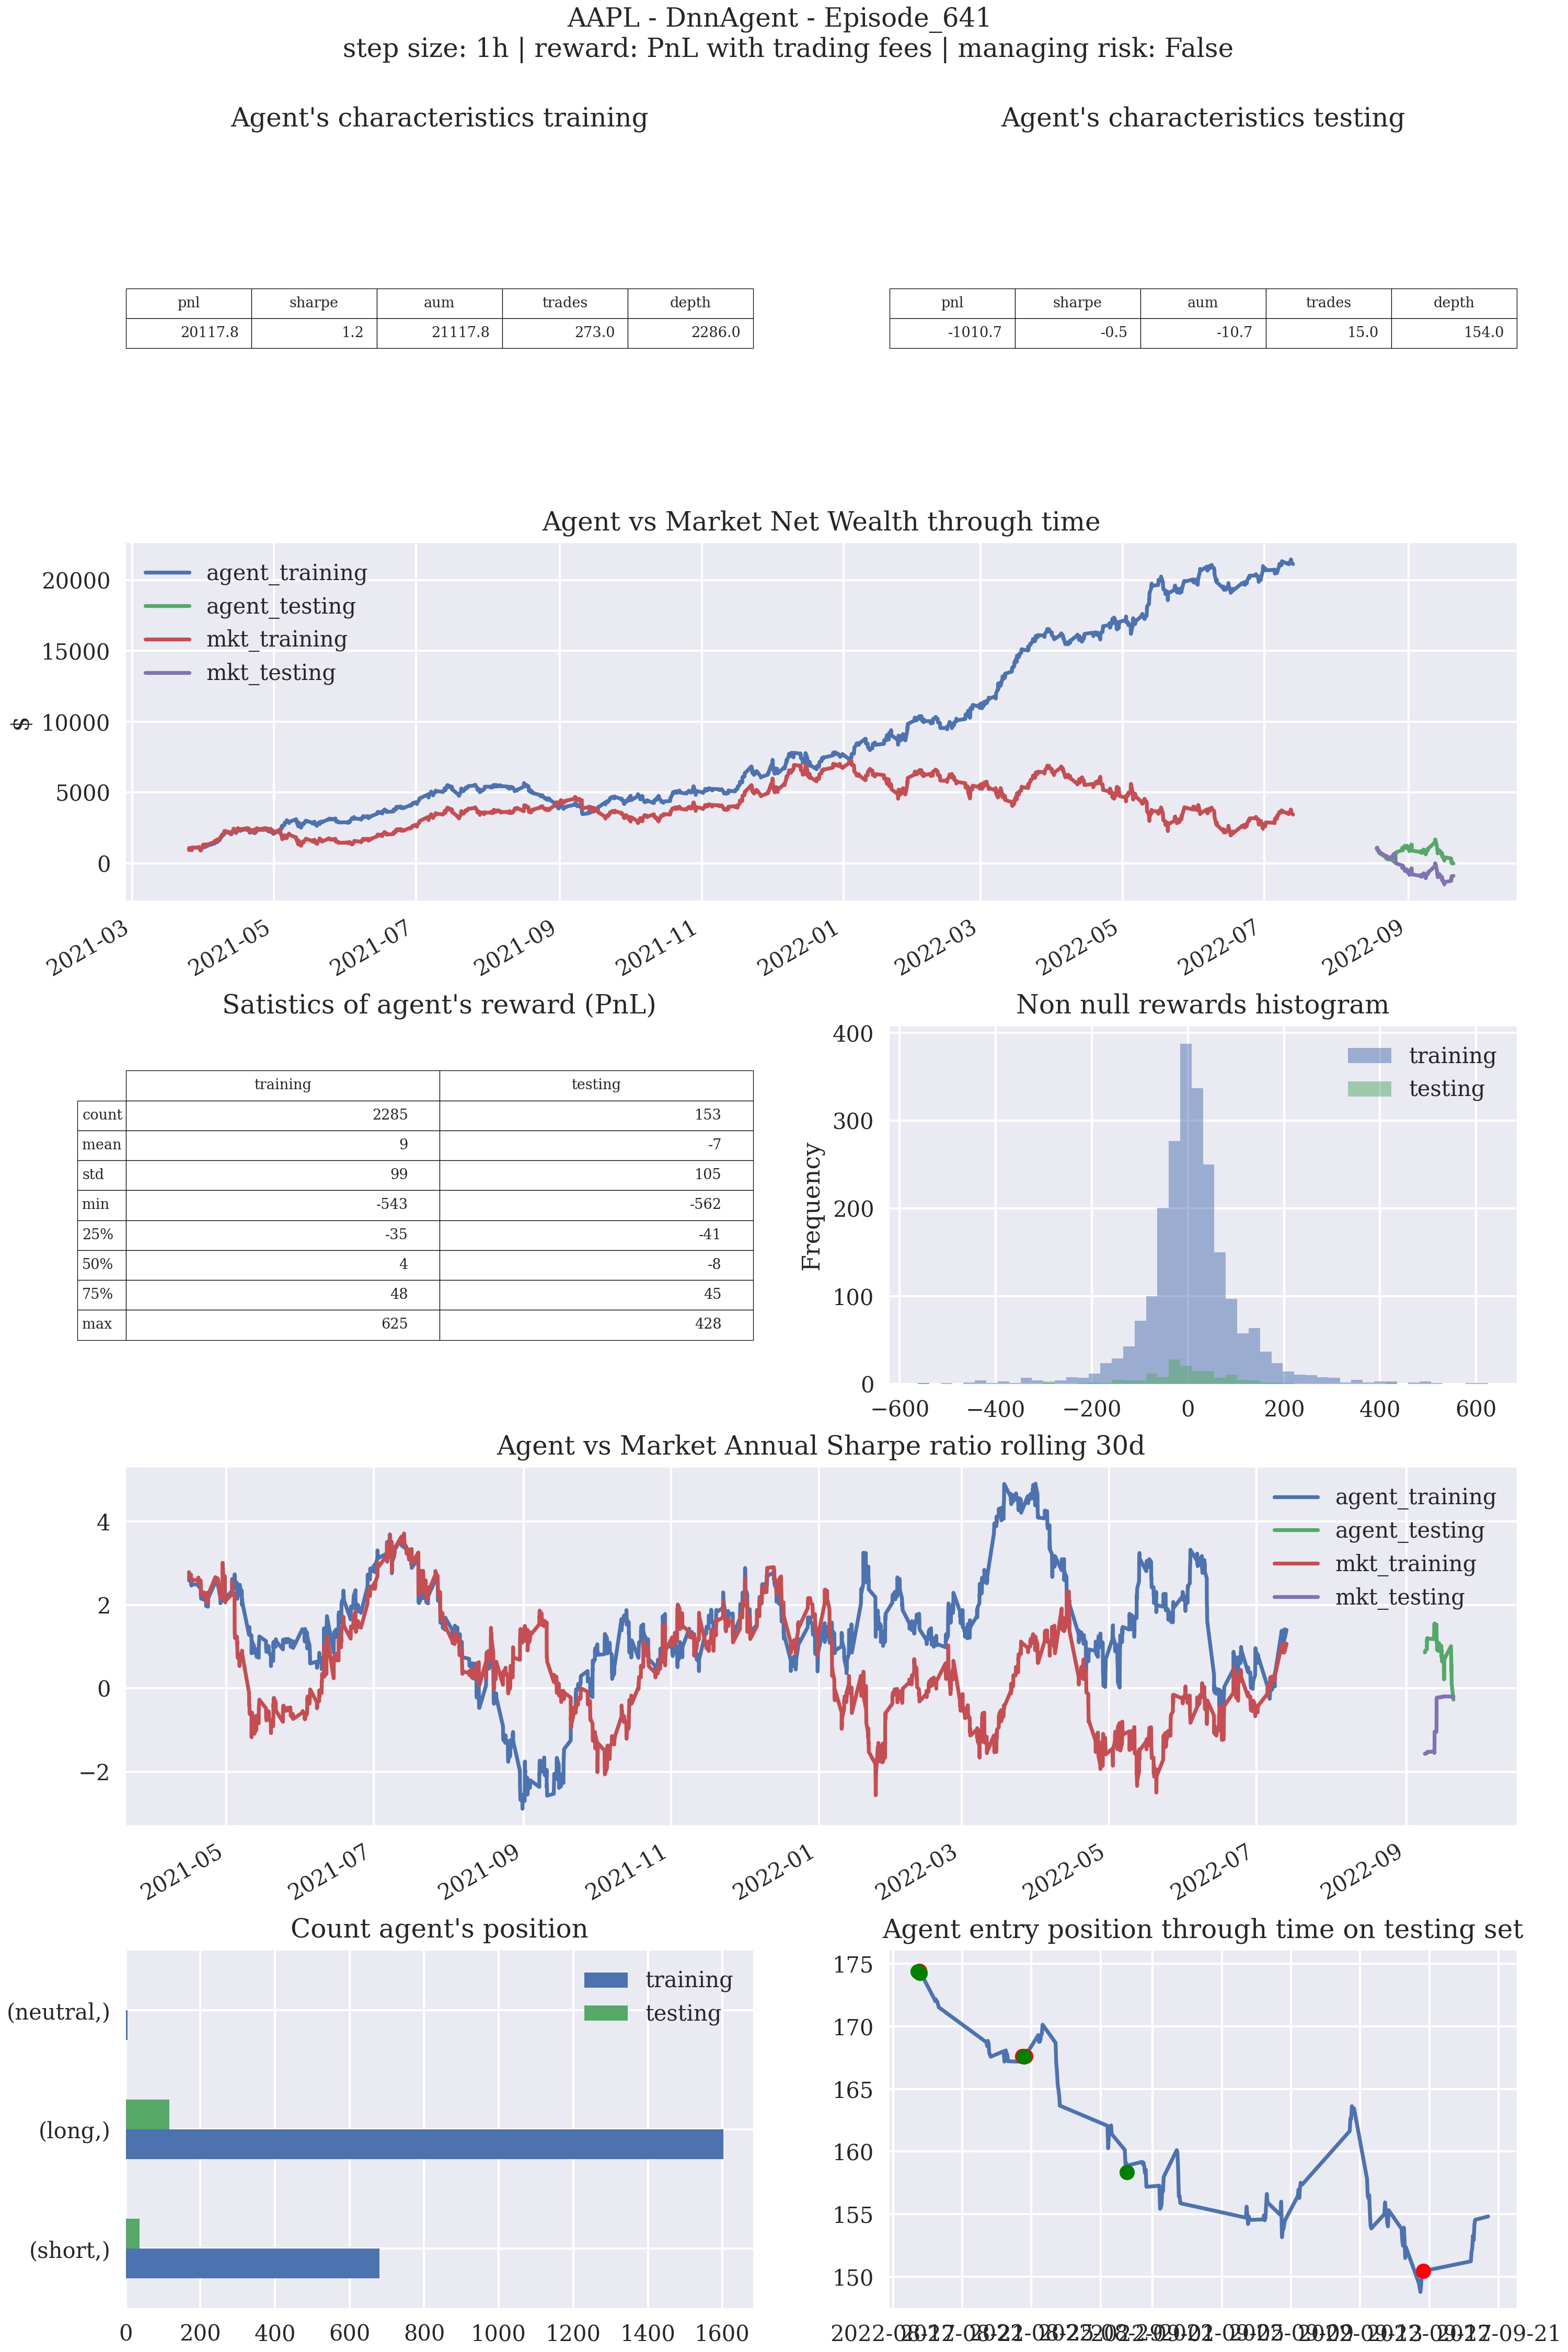 AAPL - DnnAgent - Episode_641
step size: 1h | reward: PnL with trading fees | managing risk: False
Agent's characteristics training
pnl sharpe aum trades depth
20117.8 1.2 21117.8 273.0 2286.0
Agent's characteristics testing
pnl sharpe aum trades depth
-1010.7 -0.5 -10.7 15.0 154.0
Agent vs Market Net Wealth through time
agent_training
agent_testing
mkt_training
mkt_testing
$
20000
15000
10000
5000
0
2021-03 2021-05 2021-07 2021-09 2021-11 2022-01 2022-03 2022-05 2022-07 2022-09
Satistics of agent's reward (PnL)
training testing
count 2285 153
mean 9 -7
std 99 105
min -543 -562
25% -35 -41
50% 4 -8
75% 48 45
max 625 428
Non null rewards histogram
training
testing
Frequency
400
300
200
100
0
−600 −400 −200 0 200 400 600
Agent vs Market Annual Sharpe ratio rolling 30d
agent_training
agent_testing
mkt_training
mkt_testing
4
2
0
−2
2021-05 2021-07 2021-09 2021-11 2022-01 2022-03 2022-05 2022-07 2022-09
Count agent's position
training
testing
(neutral,)
(long,)
(short,)
0 200 400 600 800 1000 1200 1400 1600
Agent entry position through time on testing set
175
170
165
160
155
150